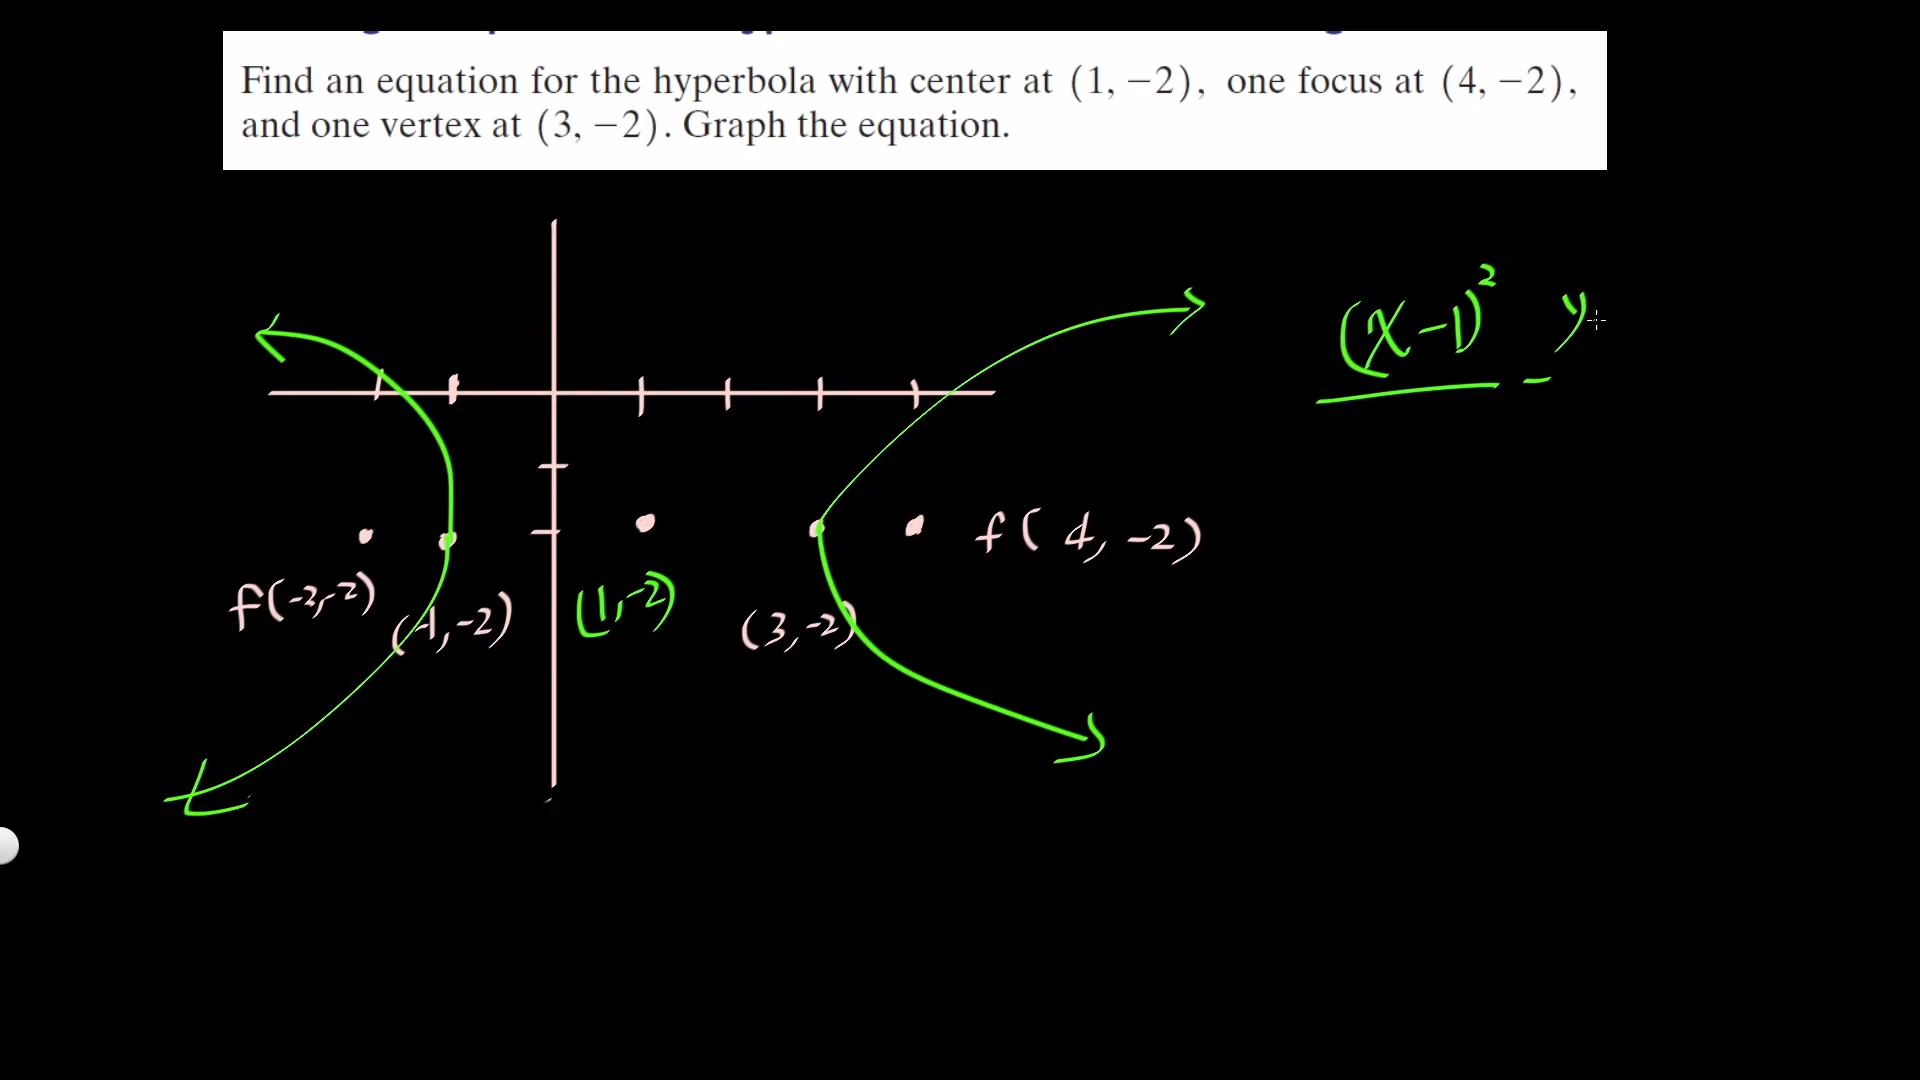 Find an equation for the hyperbola with center at (1, −2), one focus at (4, −2),
and one vertex at (3, −2). Graph the equation.
(x-1)² - y
f(4, -2)
f(-2,-2)
(-1,-2)
(1,-2)
(3,-2)